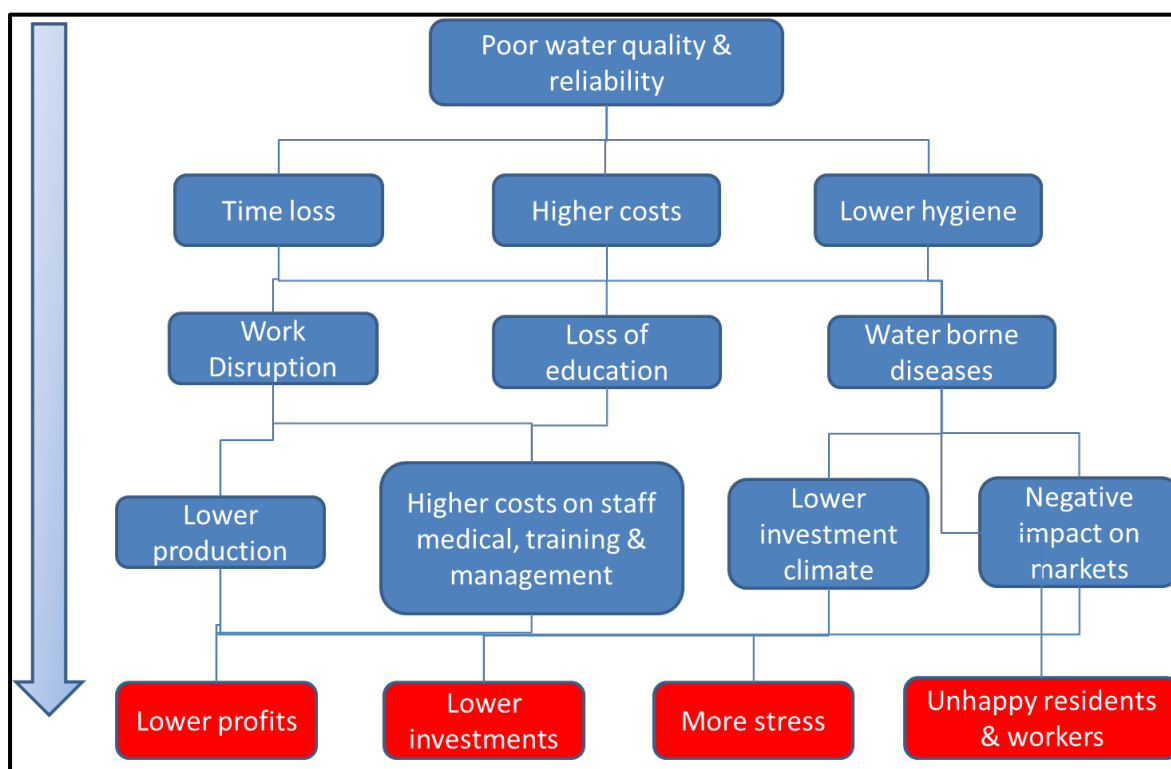 Poor water quality &
reliability
Time loss
Higher costs
Lower hygiene
Work
Disruption
Loss of
education
Water borne
diseases
Lower
production
Higher costs on staff
medical, training &
management
Lower
investment
climate
Negative
impact on
markets
Lower profits
Lower
investments
More stress
Unhappy residents
& workers